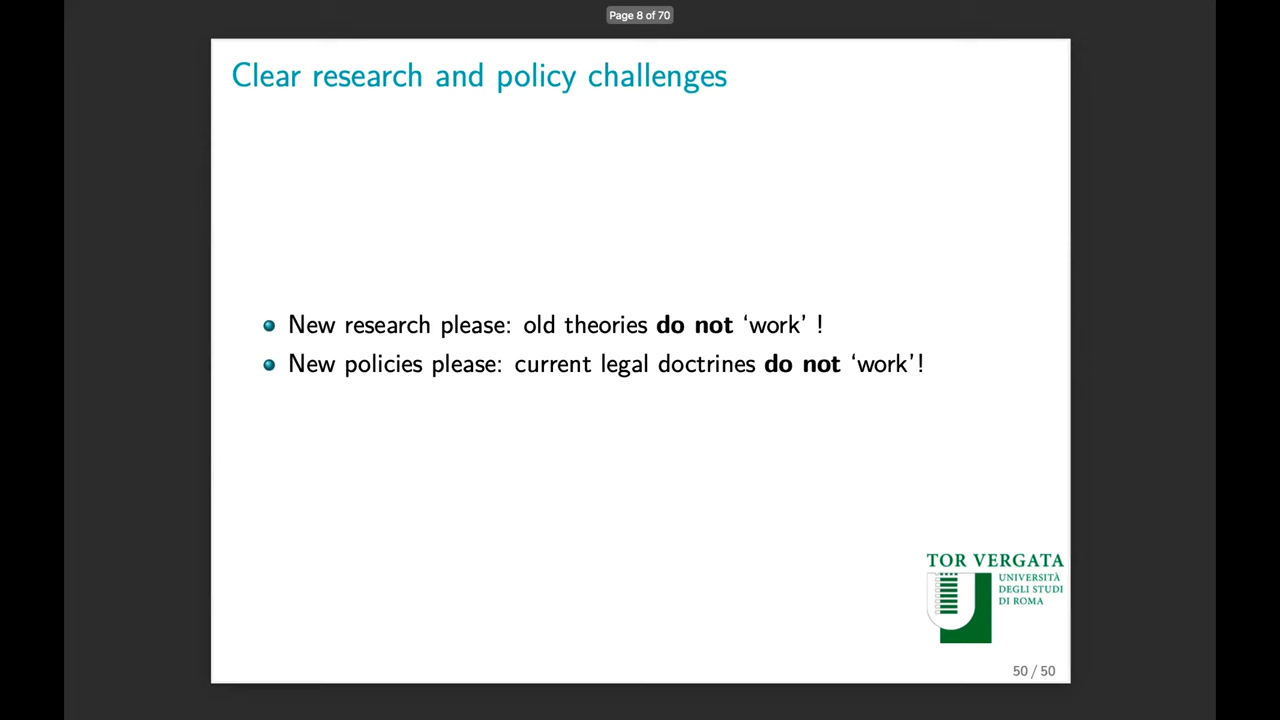 Page 8 of 70
Clear research and policy challenges
New research please: old theories do not ‘work’ !
New policies please: current legal doctrines do not ‘work’!
TOR VERGATA
UNIVERSITÀ
DEGLI STUDI
DI ROMA
50 / 50